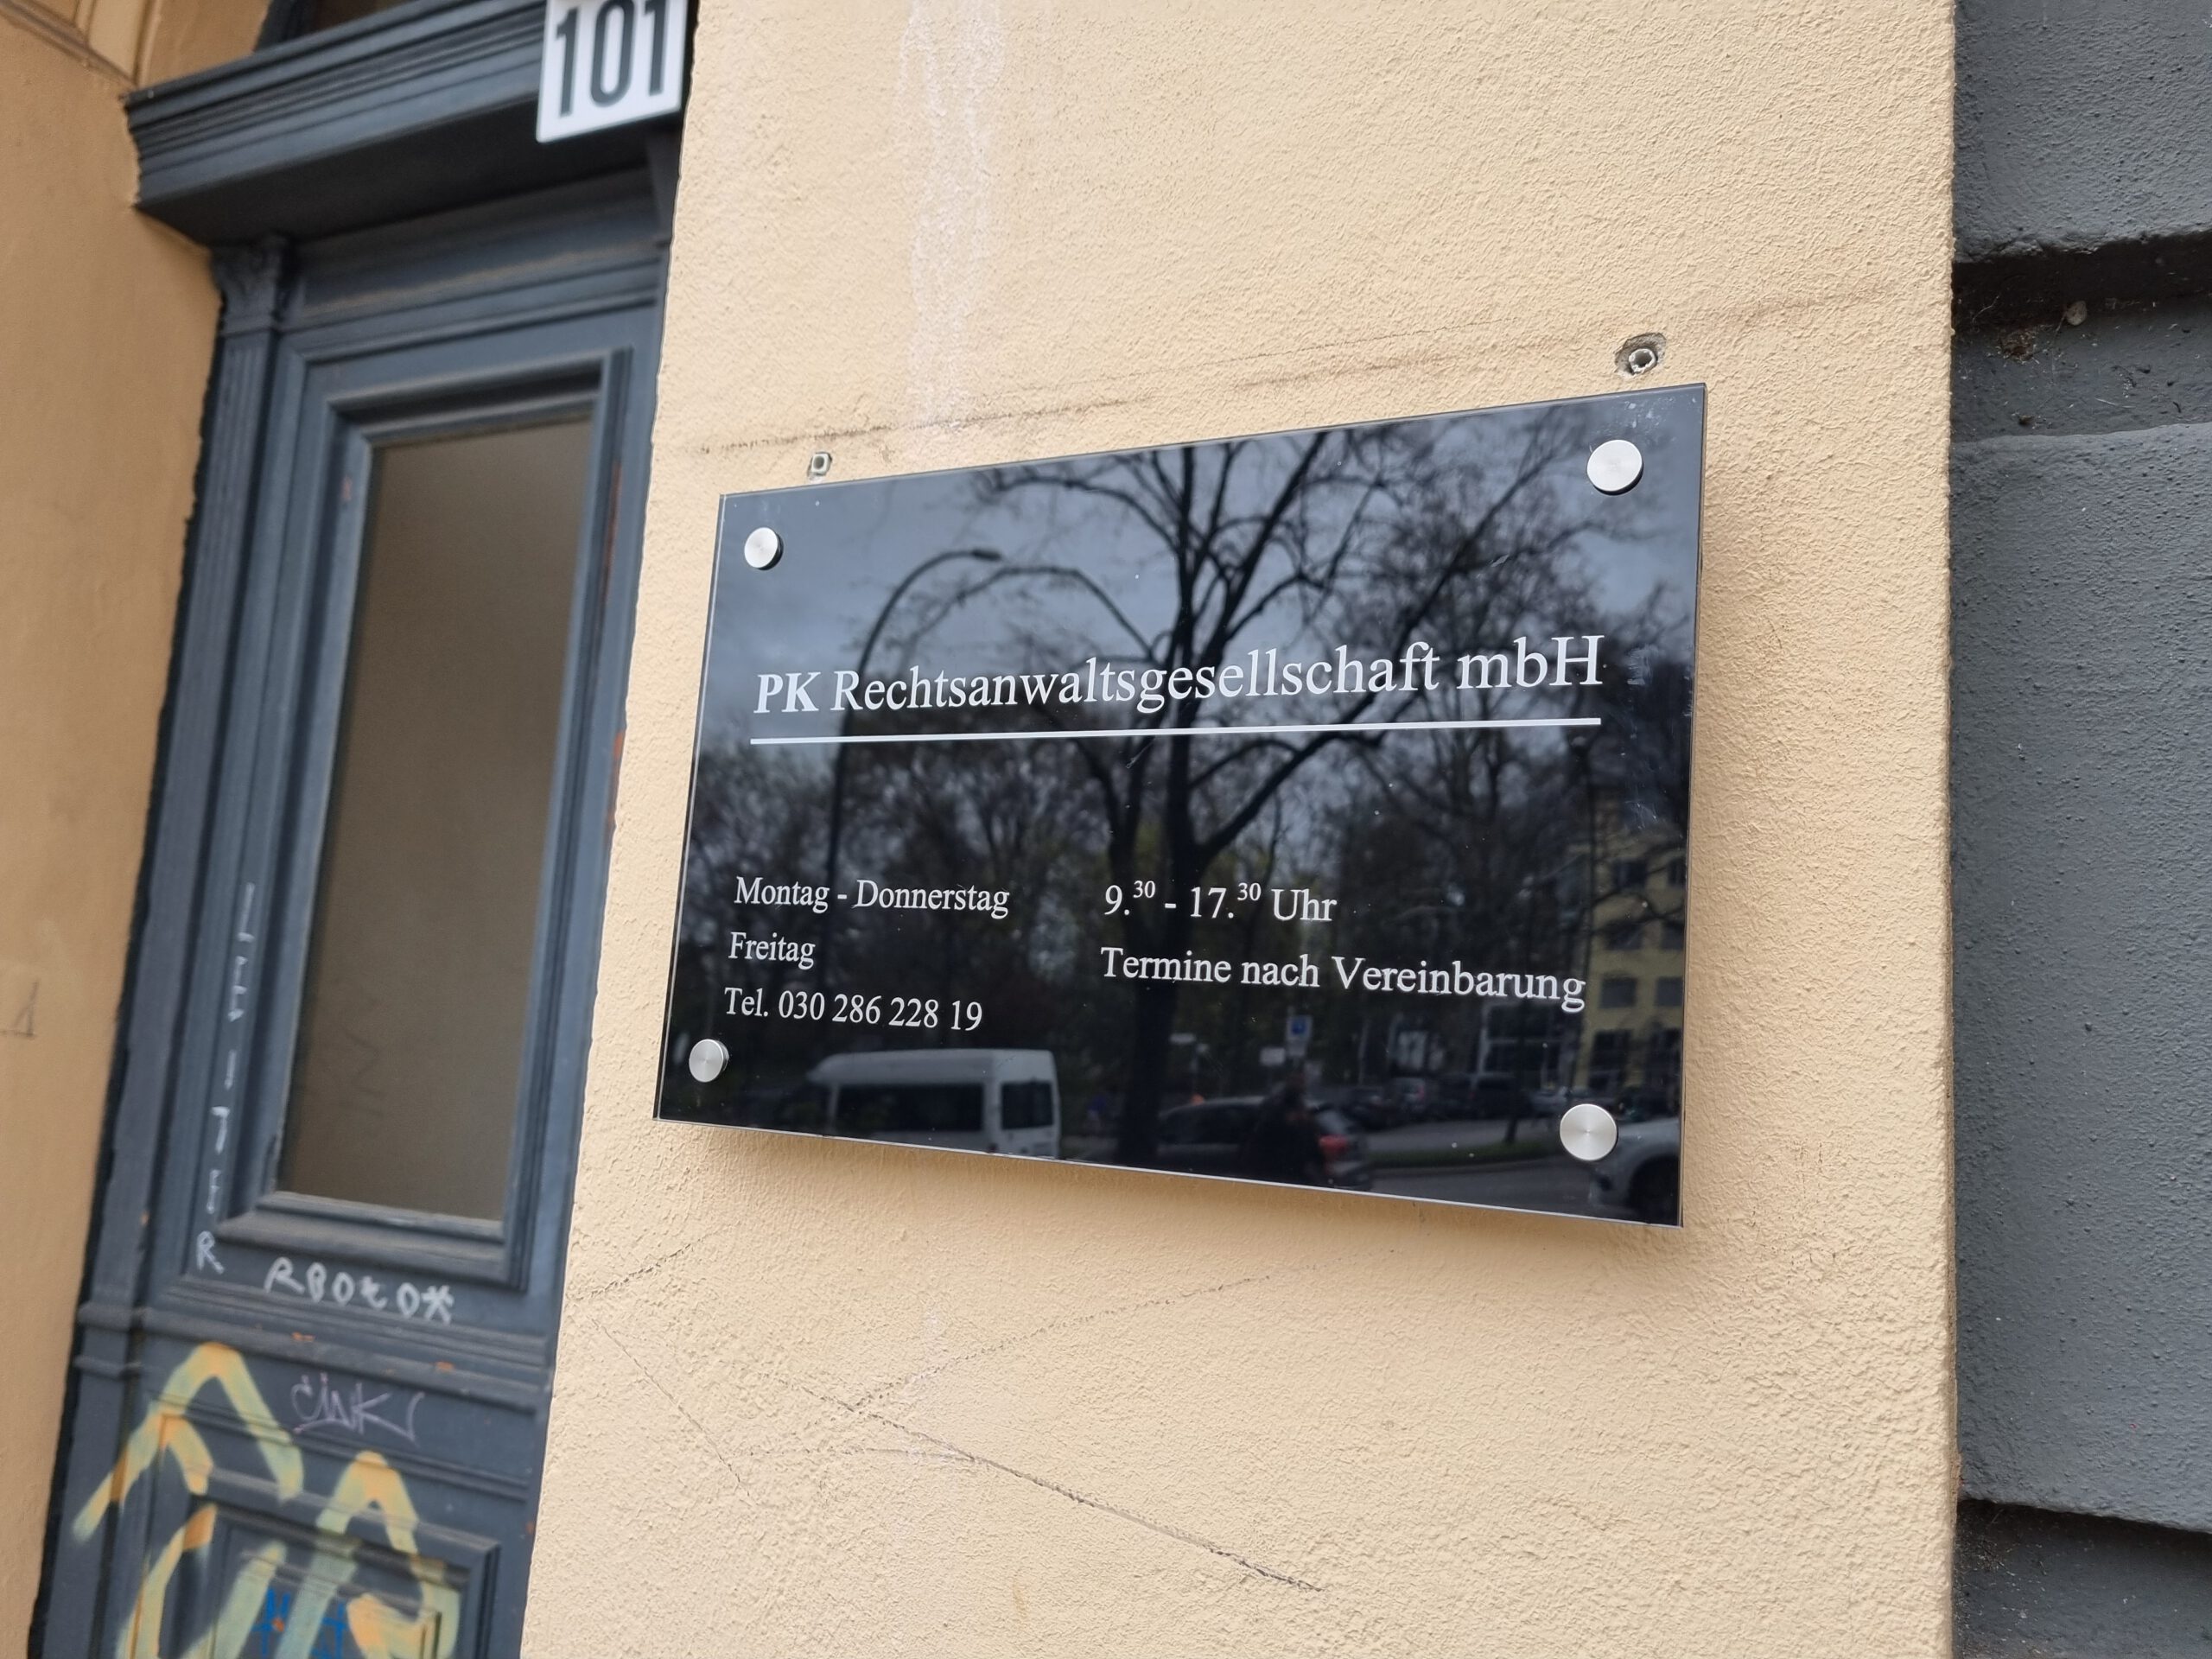 101
PK Rechtsanwaltsgesellschaft mbH
Montag - Donnerstag 9.30 - 17.30 Uhr
Freitag Termine nach Vereinbarung
Tel. 030 286 228 19